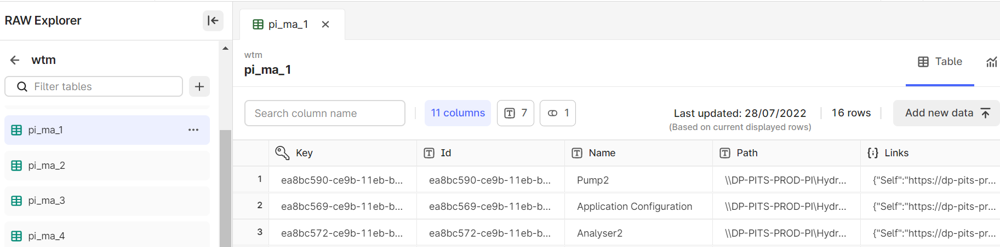 RAW Explorer
wtm
Filter tables
pi_ma_1
pi_ma_2
pi_ma_3
pi_ma_4
pi_ma_1
wtm
pi_ma_1
Table
Search column name
11 columns
7
1
Last updated: 28/07/2022
(Based on current displayed rows)
16 rows
Add new data
Key Id Name Path Links
1 ea8bc590-ce9b-11eb-b... ea8bc590-ce9b-11eb-b... Pump2 \\DP-PITS-PROD-PI\Hydr... {"Self":"https://dp-pits-pr...
2 ea8bc569-ce9b-11eb-b... ea8bc569-ce9b-11eb-b... Application Configuration \\DP-PITS-PROD-PI\Hydr... {"Self":"https://dp-pits-pr...
3 ea8bc572-ce9b-11eb-b... ea8bc572-ce9b-11eb-b... Analyser2 \\DP-PITS-PROD-PI\Hydr... {"Self":"https://dp-pits-pr...